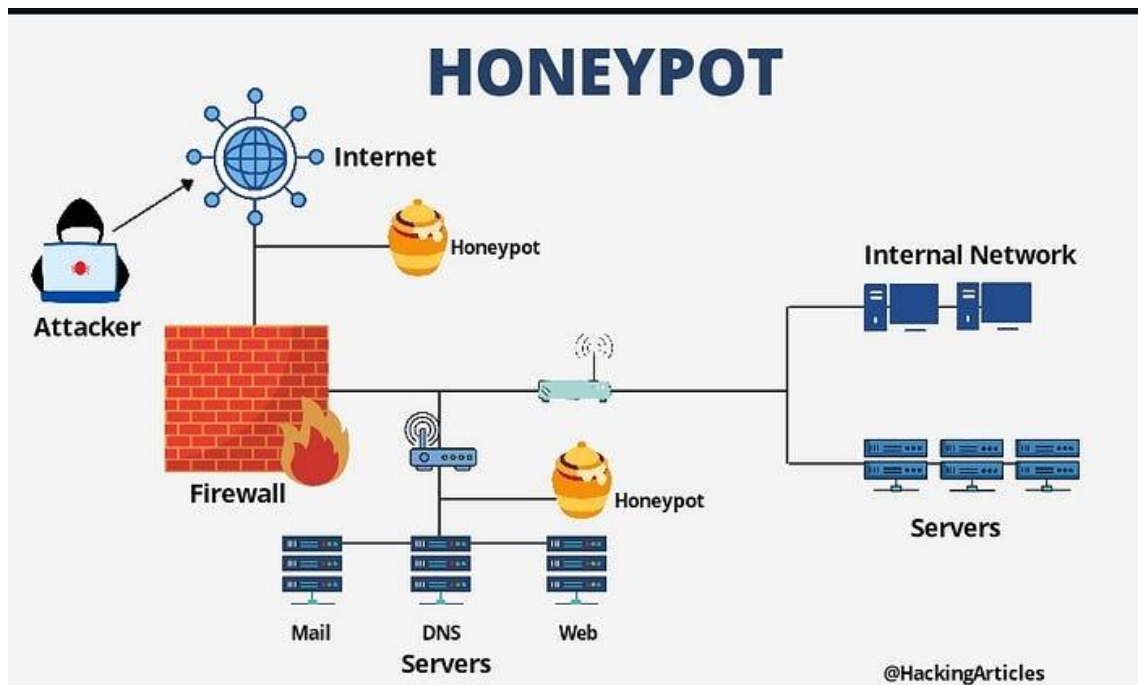 HONEYPOT
Internet
Honeypot
Attacker
Internal Network
Firewall
Honeypot
Servers
Mail
DNS
Web
Servers
@HackingArticles